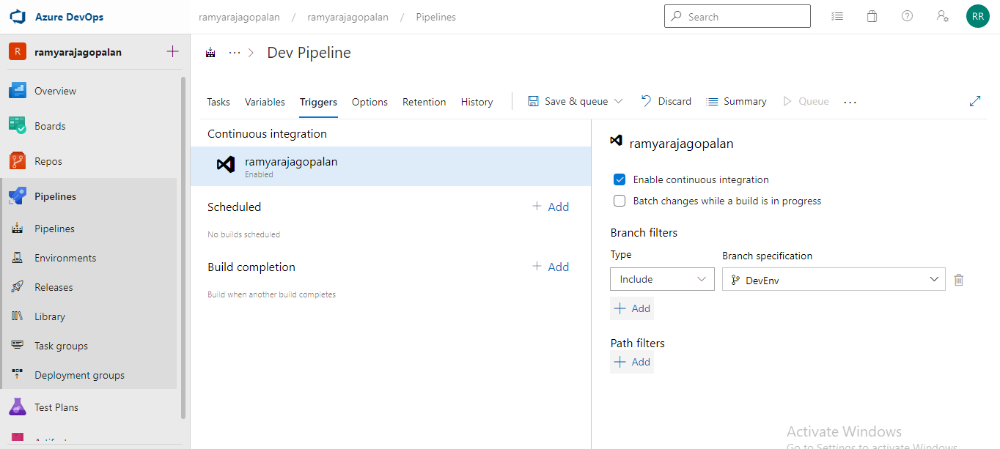 Azure DevOps
ramyarajagopalan / ramyarajagopalan / Pipelines
Search
RR
R ramyarajagopalan
Overview
Boards
Repos
Pipelines
Pipelines
Environments
Releases
Library
Task groups
Deployment groups
Test Plans
... > Dev Pipeline
Tasks Variables Triggers Options Retention History
Save & queue Discard Summary Queue ...
Continuous integration
ramyarajagopalan
Enabled
Scheduled + Add
No builds scheduled
Build completion + Add
Build when another build completes
ramyarajagopalan
Enable continuous integration
Batch changes while a build is in progress
Branch filters
Type Branch specification
Include DevEnv
+ Add
Path filters
+ Add
Activate Windows
Go to Settings to activate Windows.